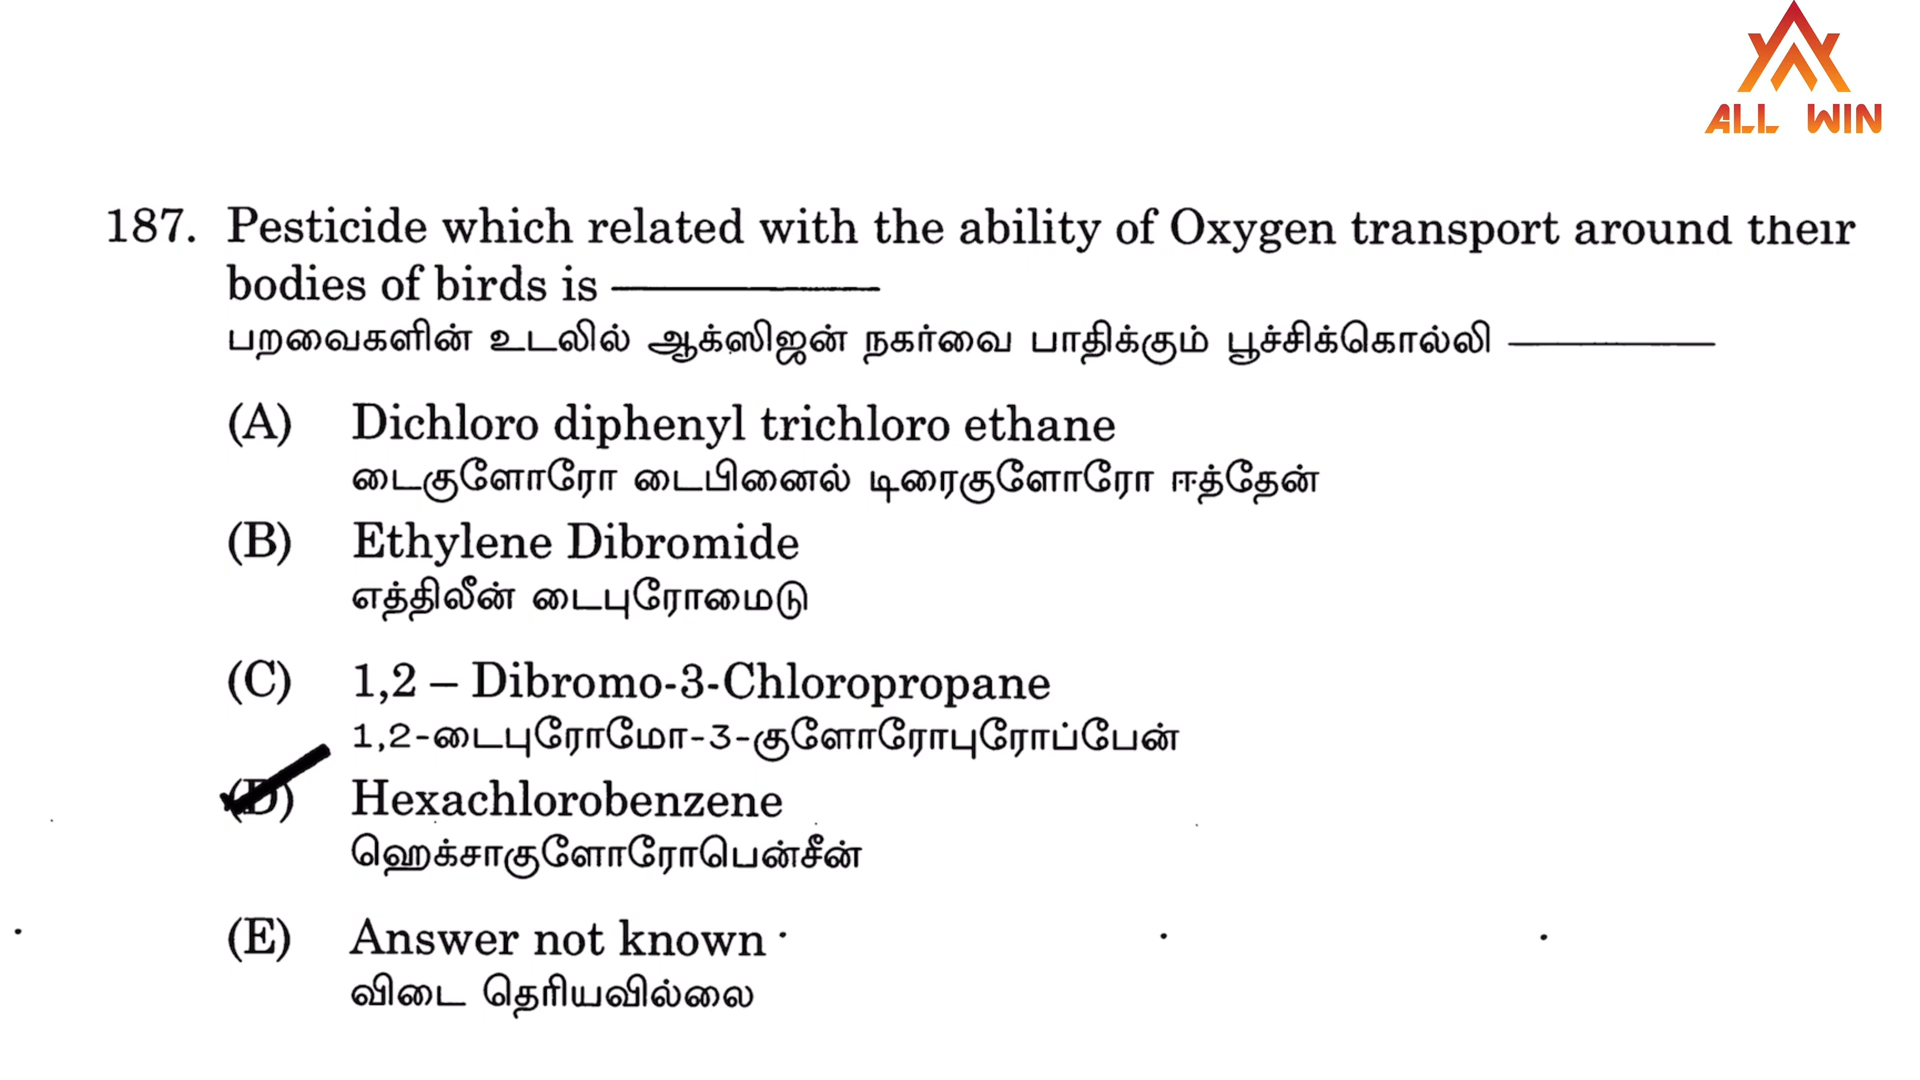 ALL WIN
187. Pesticide which related with the ability of Oxygen transport around their
bodies of birds is ————
பறவைகளின் உடலில் ஆக்ஸிஜன் நகர்வை பாதிக்கும் பூச்சிக்கொல்லி ————
(A) Dichloro diphenyl trichloro ethane
டைகுளோரோ டைபினைல் டிரைகுளோரோ ஈத்தேன்
(B) Ethylene Dibromide
எத்திலீன் டைபுரோமைடு
(C) 1,2 – Dibromo-3-Chloropropane
1,2-டைபுரோமோ-3-குளோரோபுரோப்பேன்
(D) Hexachlorobenzene
ஹெக்சாகுளோரோபென்சீன்
(E) Answer not known
விடை தெரியவில்லை